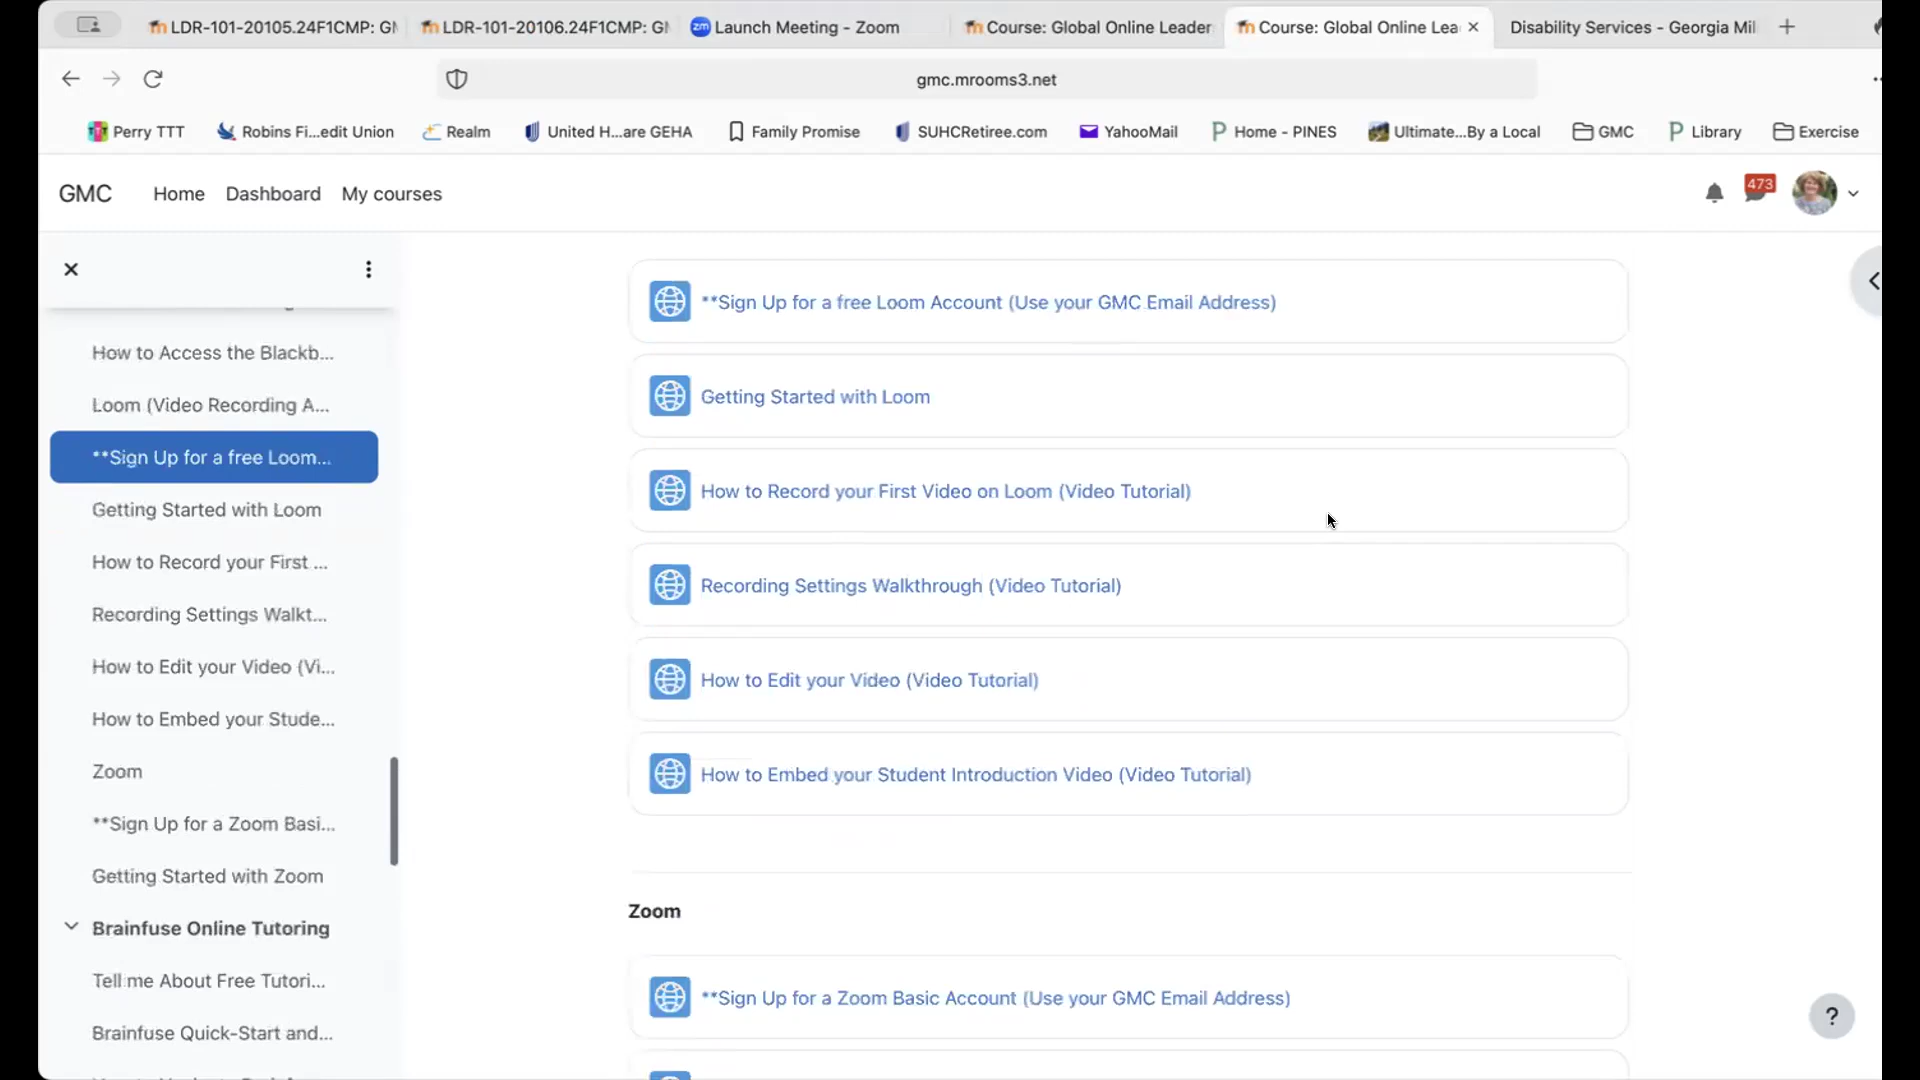 LDR-101-20105.24F1CMP: GI
LDR-101-20106.24F1CMP: GI
zm Launch Meeting - Zoom
Course: Global Online Leader
Course: Global Online Lea
Disability Services - Georgia Mil
gmc.mrooms3.net
Perry TTT
Robins Fi...edit Union
Realm
United H...are GEHA
Family Promise
SUHCRetiree.com
YahooMail
Home - PINES
Ultimate...By a Local
GMC
Library
Exercise
GMC
Home
Dashboard
My courses
473
How to Access the Blackb...
Loom (Video Recording A...
**Sign Up for a free Loom...
Getting Started with Loom
How to Record your First ...
Recording Settings Walkt...
How to Edit your Video (Vi...
How to Embed your Stude...
Zoom
**Sign Up for a Zoom Basi...
Getting Started with Zoom
Brainfuse Online Tutoring
Tell me About Free Tutori...
Brainfuse Quick-Start and...
**Sign Up for a free Loom Account (Use your GMC Email Address)
Getting Started with Loom
How to Record your First Video on Loom (Video Tutorial)
Recording Settings Walkthrough (Video Tutorial)
How to Edit your Video (Video Tutorial)
How to Embed your Student Introduction Video (Video Tutorial)
Zoom
**Sign Up for a Zoom Basic Account (Use your GMC Email Address)
?